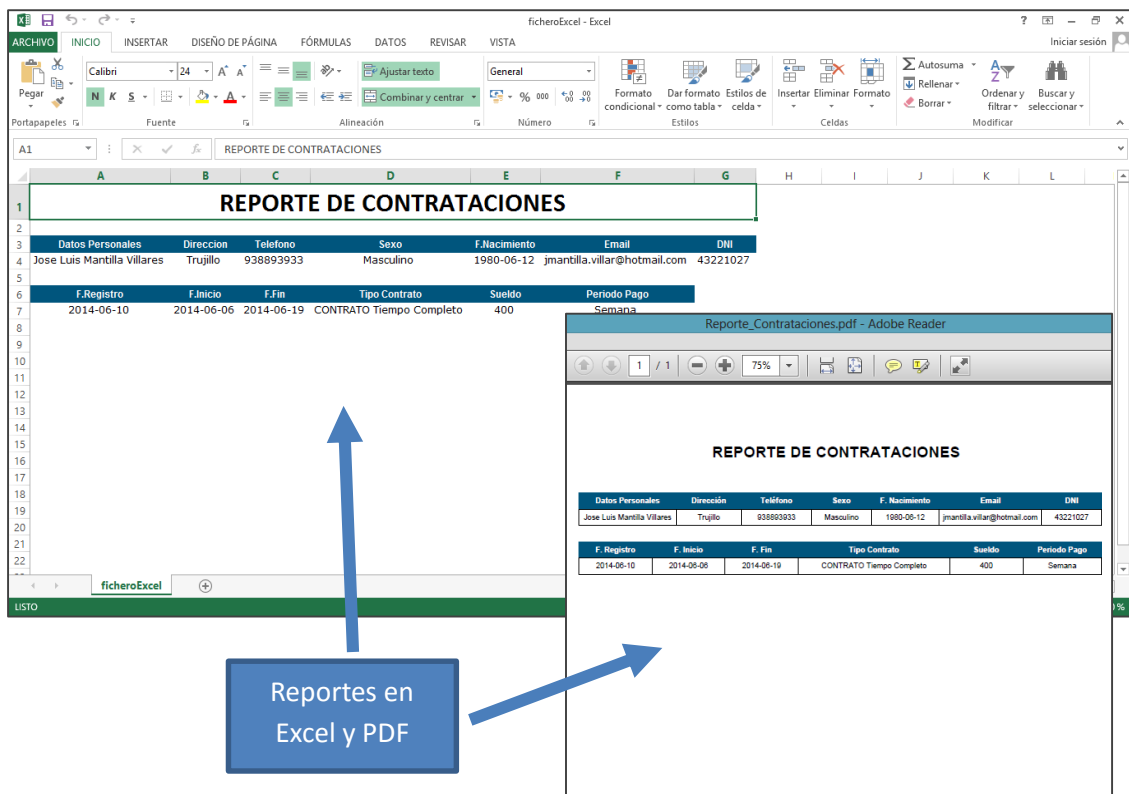 ficheroExcel - Excel
ARCHIVO INICIO INSERTAR DISEÑO DE PÁGINA FÓRMULAS DATOS REVISAR VISTA Iniciar sesión
Calibri 24 A A Ajustar texto General Autosuma
Pegar N K S A Combinar y centrar % 000 Formato condicional Dar formato como tabla Estilos de celda Insertar Eliminar Formato Rellenar Borrar Ordenar y filtrar Buscar y seleccionar
Portapapeles Fuente Alineación Número Estilos Celdas Modificar
A1 fx REPORTE DE CONTRATACIONES
A B C D E F G H I J K L
1 REPORTE DE CONTRATACIONES
2
3 Datos Personales Direccion Telefono Sexo F.Nacimiento Email DNI
4 Jose Luis Mantilla Villares Trujillo 938893933 Masculino 1980-06-12 jmantilla.villar@hotmail.com 43221027
5
6 F.Registro F.Inicio F.Fin Tipo Contrato Sueldo Periodo Pago
7 2014-06-10 2014-06-06 2014-06-19 CONTRATO Tiempo Completo 400 Semana
8
9
10
11
12
13
14
15
16
17
18
19
20
21
22
ficheroExcel
LISTO
Reporte_Contrataciones.pdf - Adobe Reader
1 / 1 75%
REPORTE DE CONTRATACIONES
Datos Personales Dirección Teléfono Sexo F. Nacimiento Email DNI
Jose Luis Mantilla Villares Trujillo 938893933 Masculino 1980-06-12 jmantilla.villar@hotmail.com 43221027
F. Registro F. Inicio F. Fin Tipo Contrato Sueldo Periodo Pago
2014-06-10 2014-06-06 2014-06-19 CONTRATO Tiempo Completo 400 Semana
Reportes en
Excel y PDF